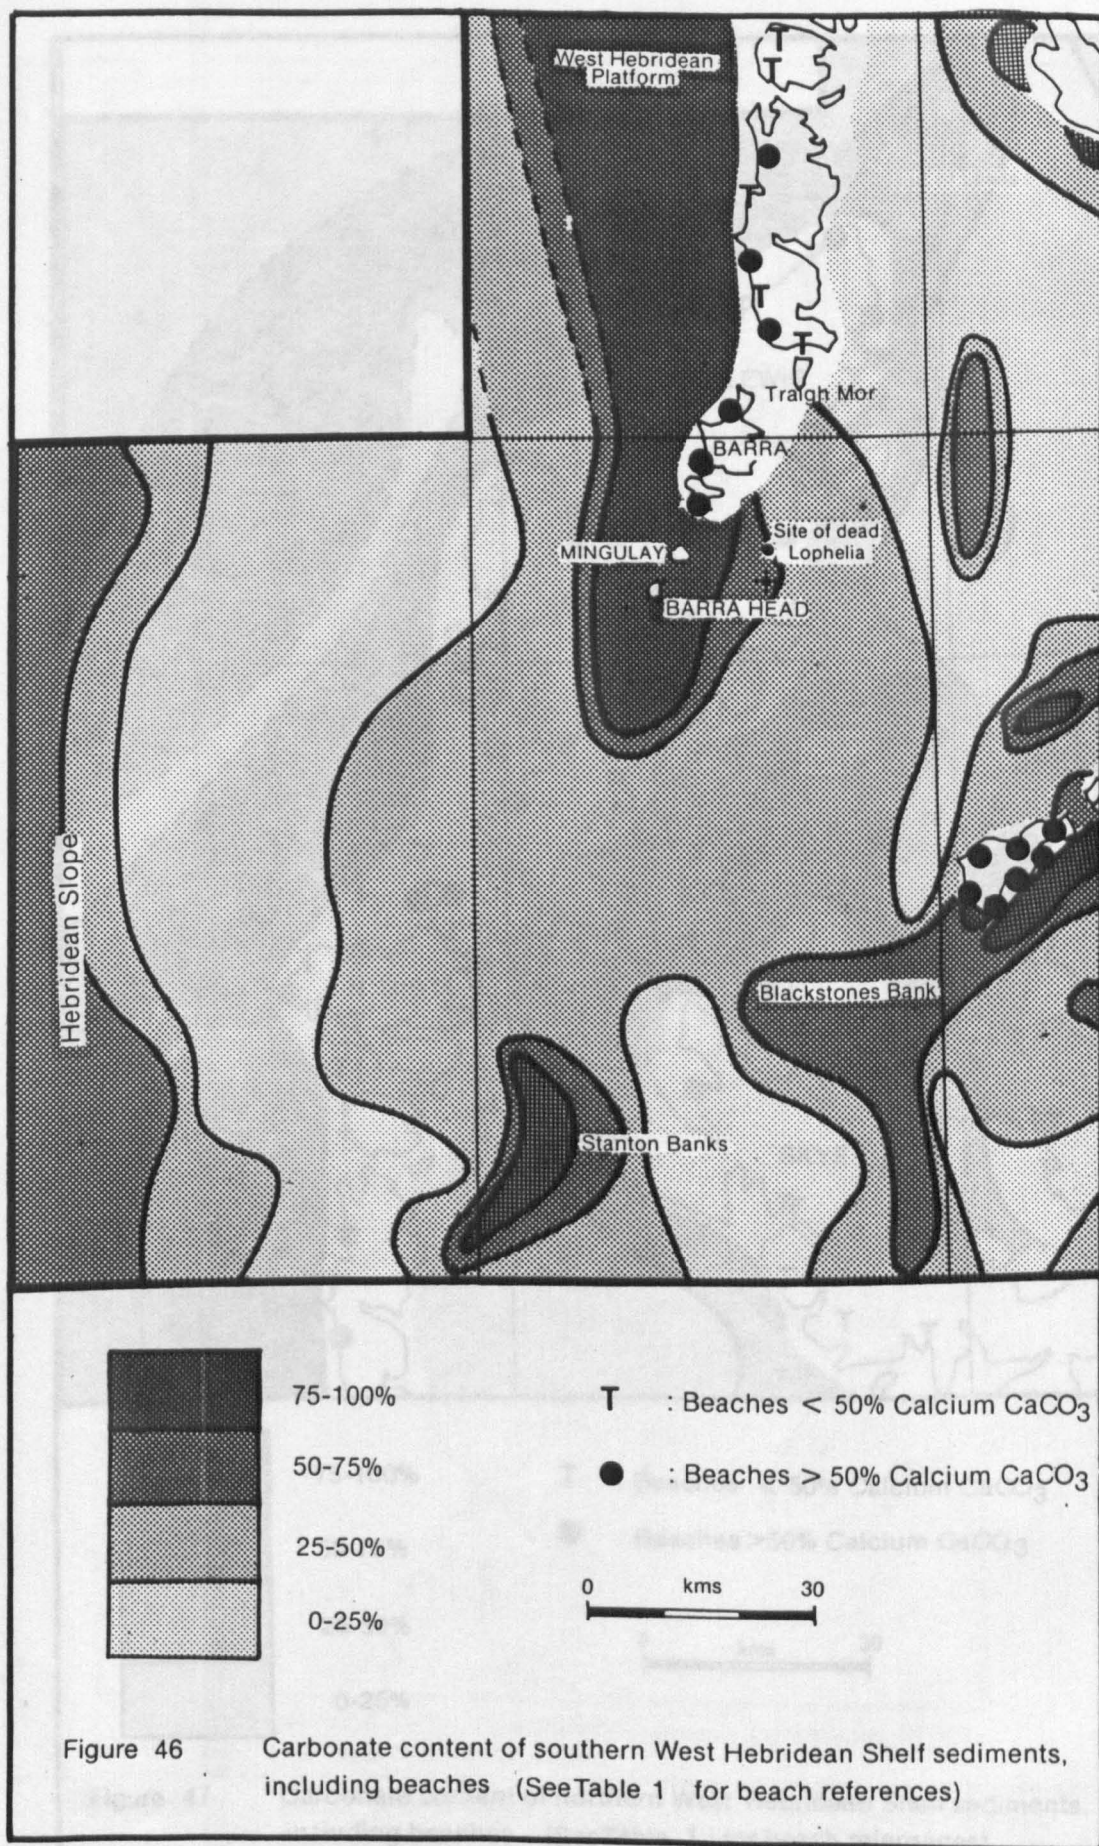 West Hebridean
Platform
T
T
T
T
T
Traigh Mor
BARRA
Site of dead
Lophelia
MINGULAY
BARRA HEAD
Hebridean Slope
Blackstones Bank
Stanton Banks
75-100%
50-75%
25-50%
0-25%
T : Beaches < 50% Calcium CaCO3
: Beaches > 50% Calcium CaCO3
0 kms 30
Figure 46 Carbonate content of southern West Hebridean Shelf sediments,
including beaches (See Table 1 for beach references)